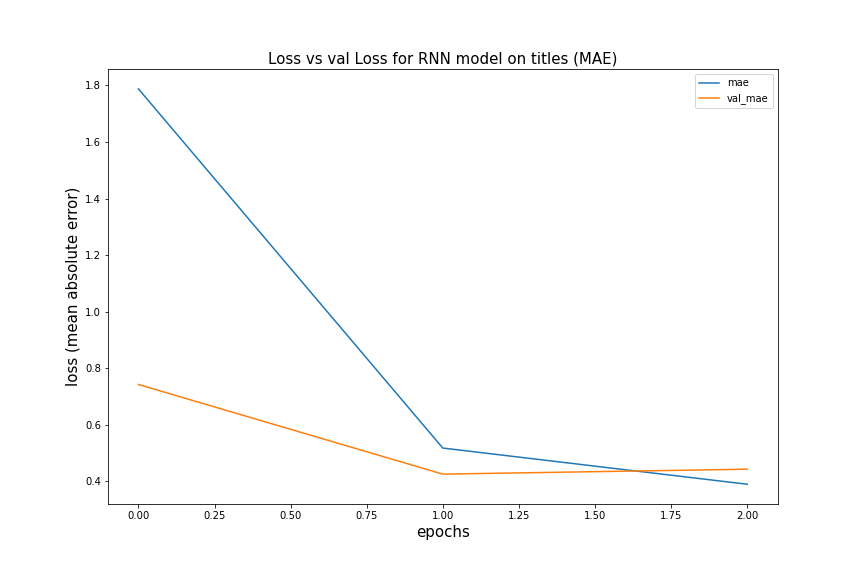 Loss vs val Loss for RNN model on titles (MAE)
mae
val_mae
loss (mean absolute error)
1.8
1.6
1.4
1.2
1.0
0.8
0.6
0.4
0.00 0.25 0.50 0.75 1.00 1.25 1.50 1.75 2.00
epochs